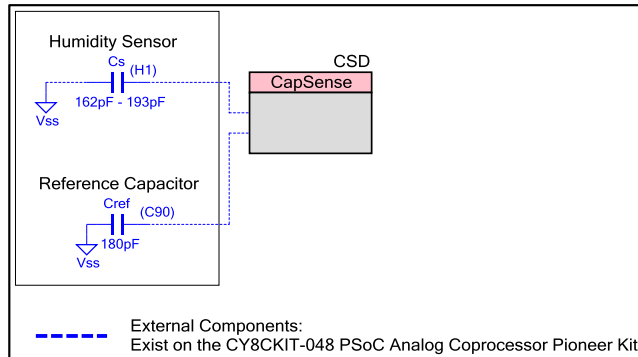 Humidity Sensor
Cs
(H1)
162pF - 193pF
Vss
CSD
CapSense
Reference Capacitor
Cref
(C90)
180pF
Vss
External Components:
Exist on the CY8CKIT-048 PSoC Analog Coprocessor Pioneer Kit